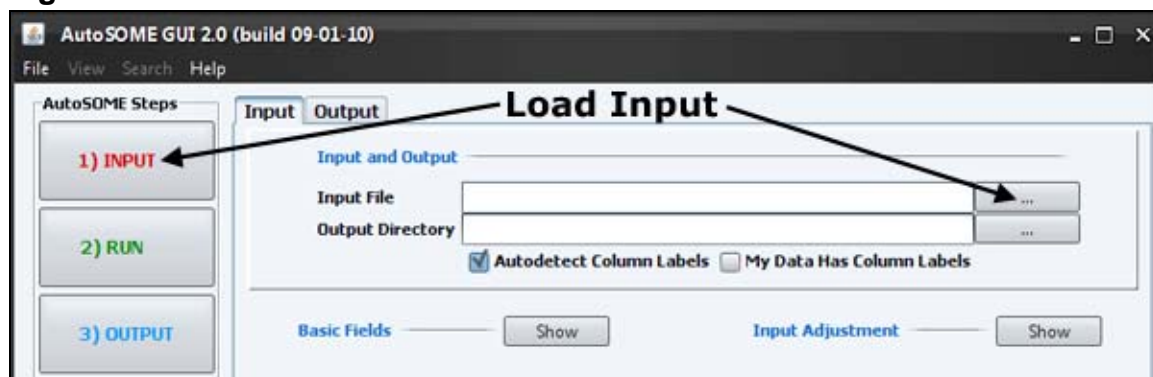 AutoSOME GUI 2.0 (build 09-01-10)
File View Search Help
AutoSOME Steps
Input Output
Load Input
1) INPUT
Input and Output
Input File ...
Output Directory ...
2) RUN
Autodetect Column Labels My Data Has Column Labels
3) OUTPUT
Basic Fields Show Input Adjustment Show